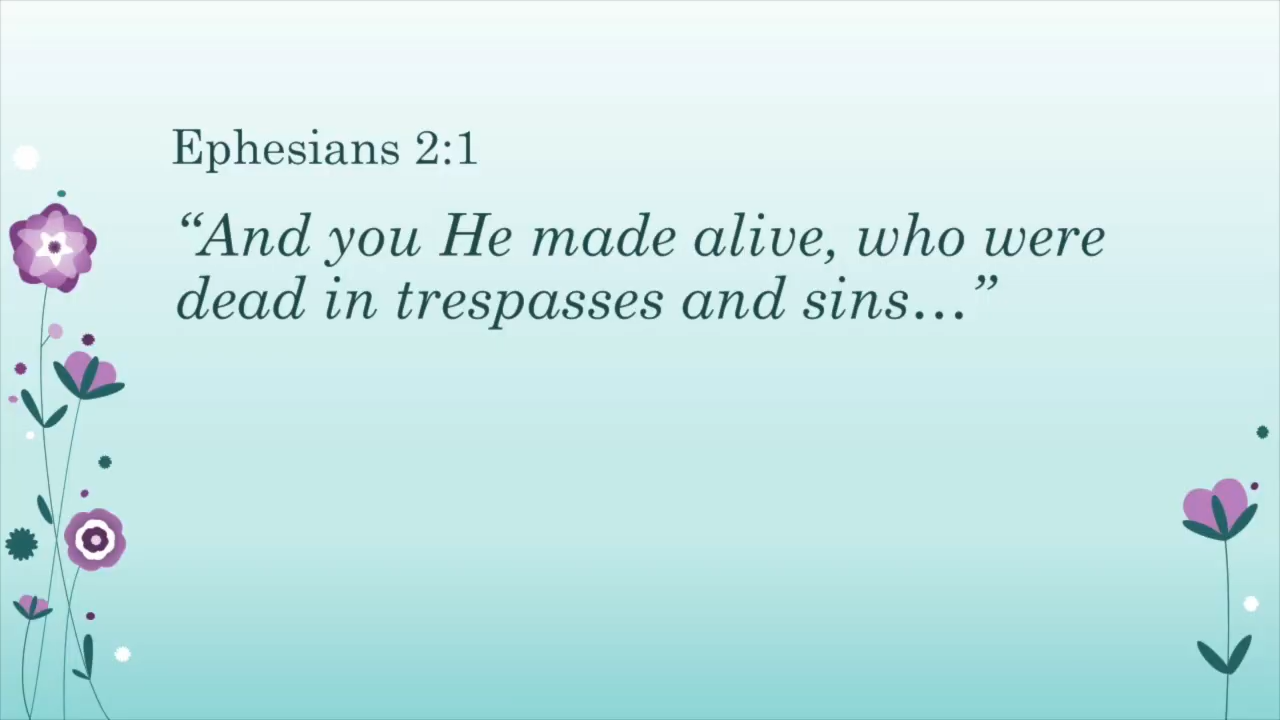 Ephesians 2:1
“And you He made alive, who were
dead in trespasses and sins…”